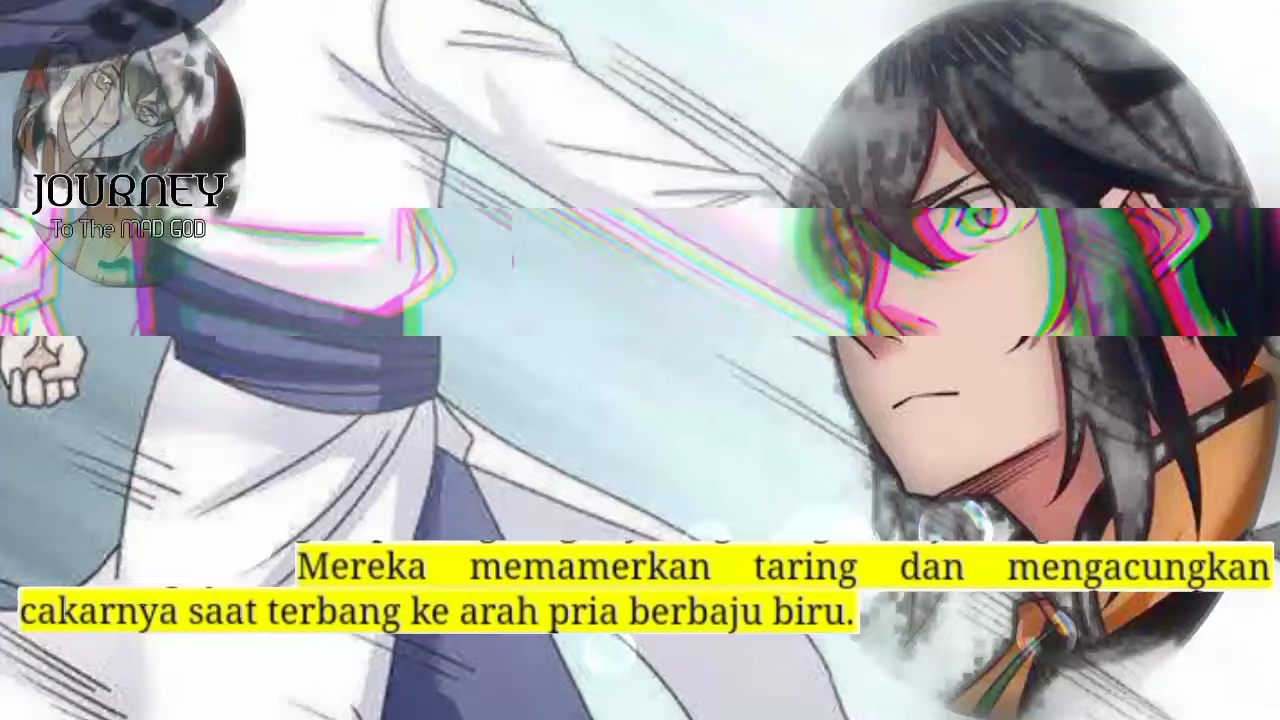 JOURNEY
To The MAD GOD
Mereka memamerkan taring dan mengacungkan
cakarnya saat terbang ke arah pria berbaju biru.